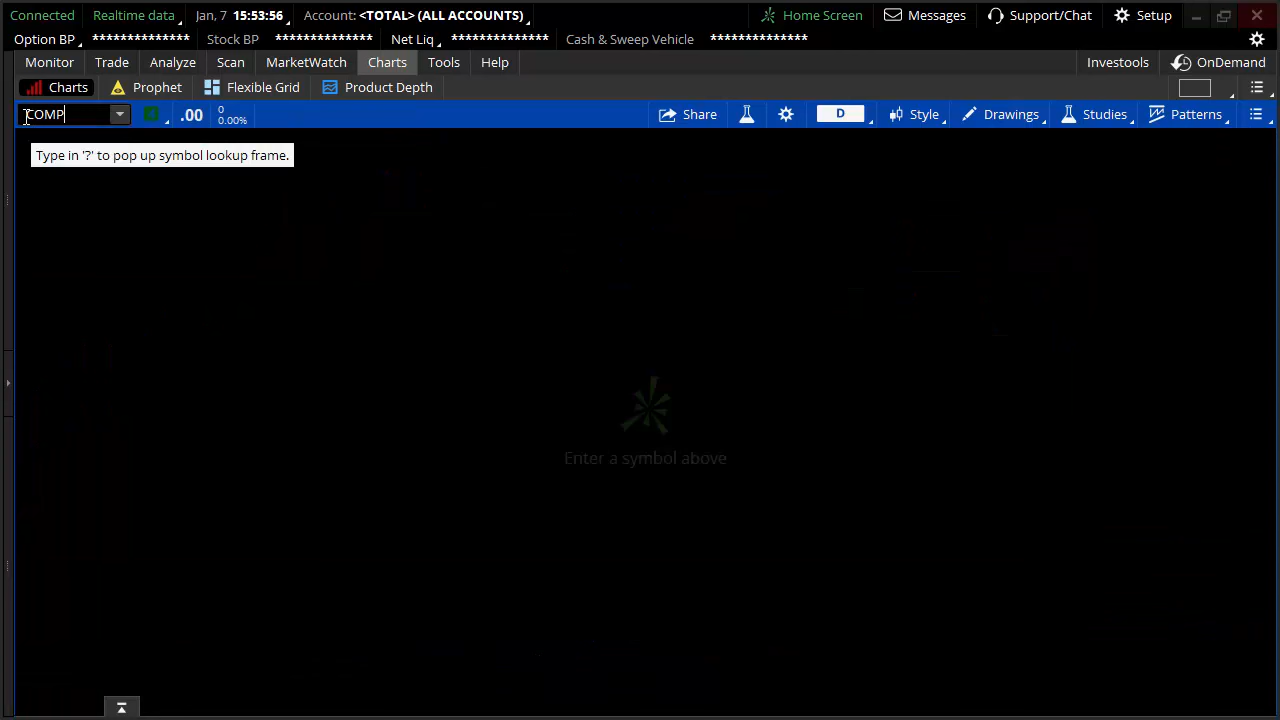 Connected Realtime data Jan, 7 15:53:56 Account: <TOTAL> (ALL ACCOUNTS) Home Screen Messages Support/Chat Setup
Option BP ************** Stock BP ************** Net Liq ************** Cash & Sweep Vehicle **************
Monitor Trade Analyze Scan MarketWatch Charts Tools Help Investools OnDemand
Charts Prophet Flexible Grid Product Depth
COMP .00 0 Share D Style Drawings Studies Patterns
0.00%
Type in '?' to pop up symbol lookup frame.
Enter a symbol above